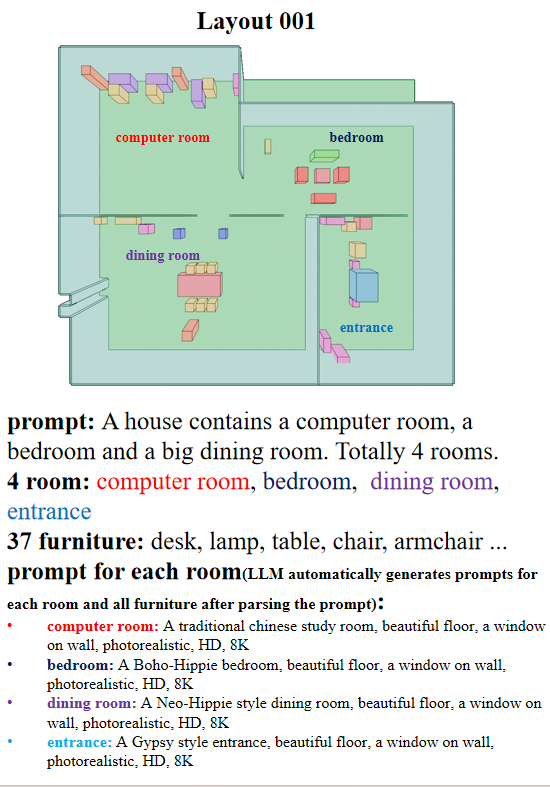 Layout 001
computer room
bedroom
dining room
entrance
prompt: A house contains a computer room, a
bedroom and a big dining room. Totally 4 rooms.
4 room: computer room, bedroom, dining room,
entrance
37 furniture: desk, lamp, table, chair, armchair ...
prompt for each room(LLM automatically generates prompts for
each room and all furniture after parsing the prompt):
• computer room: A traditional chinese study room, beautiful floor, a window
on wall, photorealistic, HD, 8K
• bedroom: A Boho-Hippie bedroom, beautiful floor, a window on wall,
photorealistic, HD, 8K
• dining room: A Neo-Hippie style dining room, beautiful floor, a window on
wall, photorealistic, HD, 8K
• entrance: A Gypsy style entrance, beautiful floor, a window on wall,
photorealistic, HD, 8K